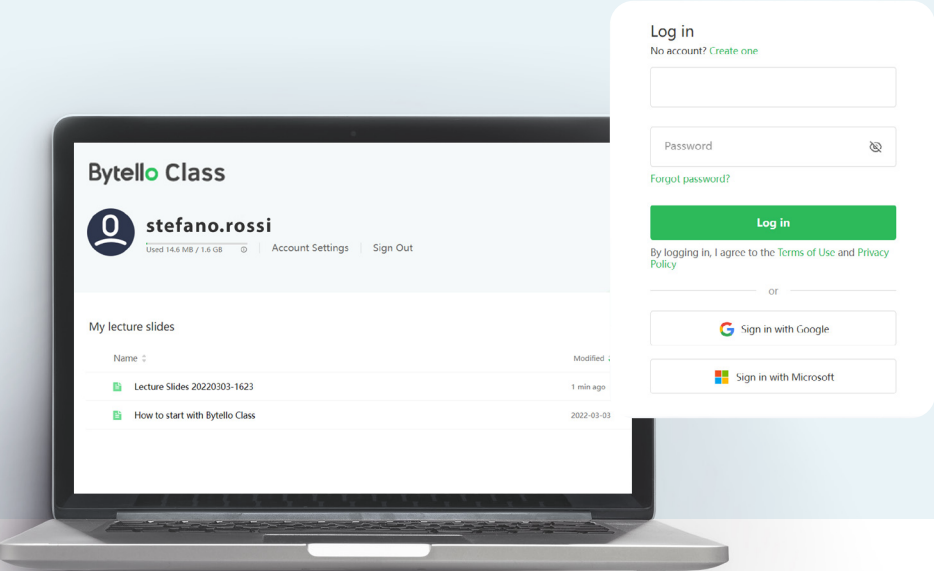 Bytello Class
stefano.rossi
Used 14.6 MB / 1.6 GB
Account Settings
Sign Out
My lecture slides
Name
Modified
Lecture Slides 20220303-1623
1 min ago
How to start with Bytello Class
2022-03-03
Log in
No account? Create one
Password
Forgot password?
Log in
By logging in, I agree to the Terms of Use and Privacy
Policy
or
Sign in with Google
Sign in with Microsoft